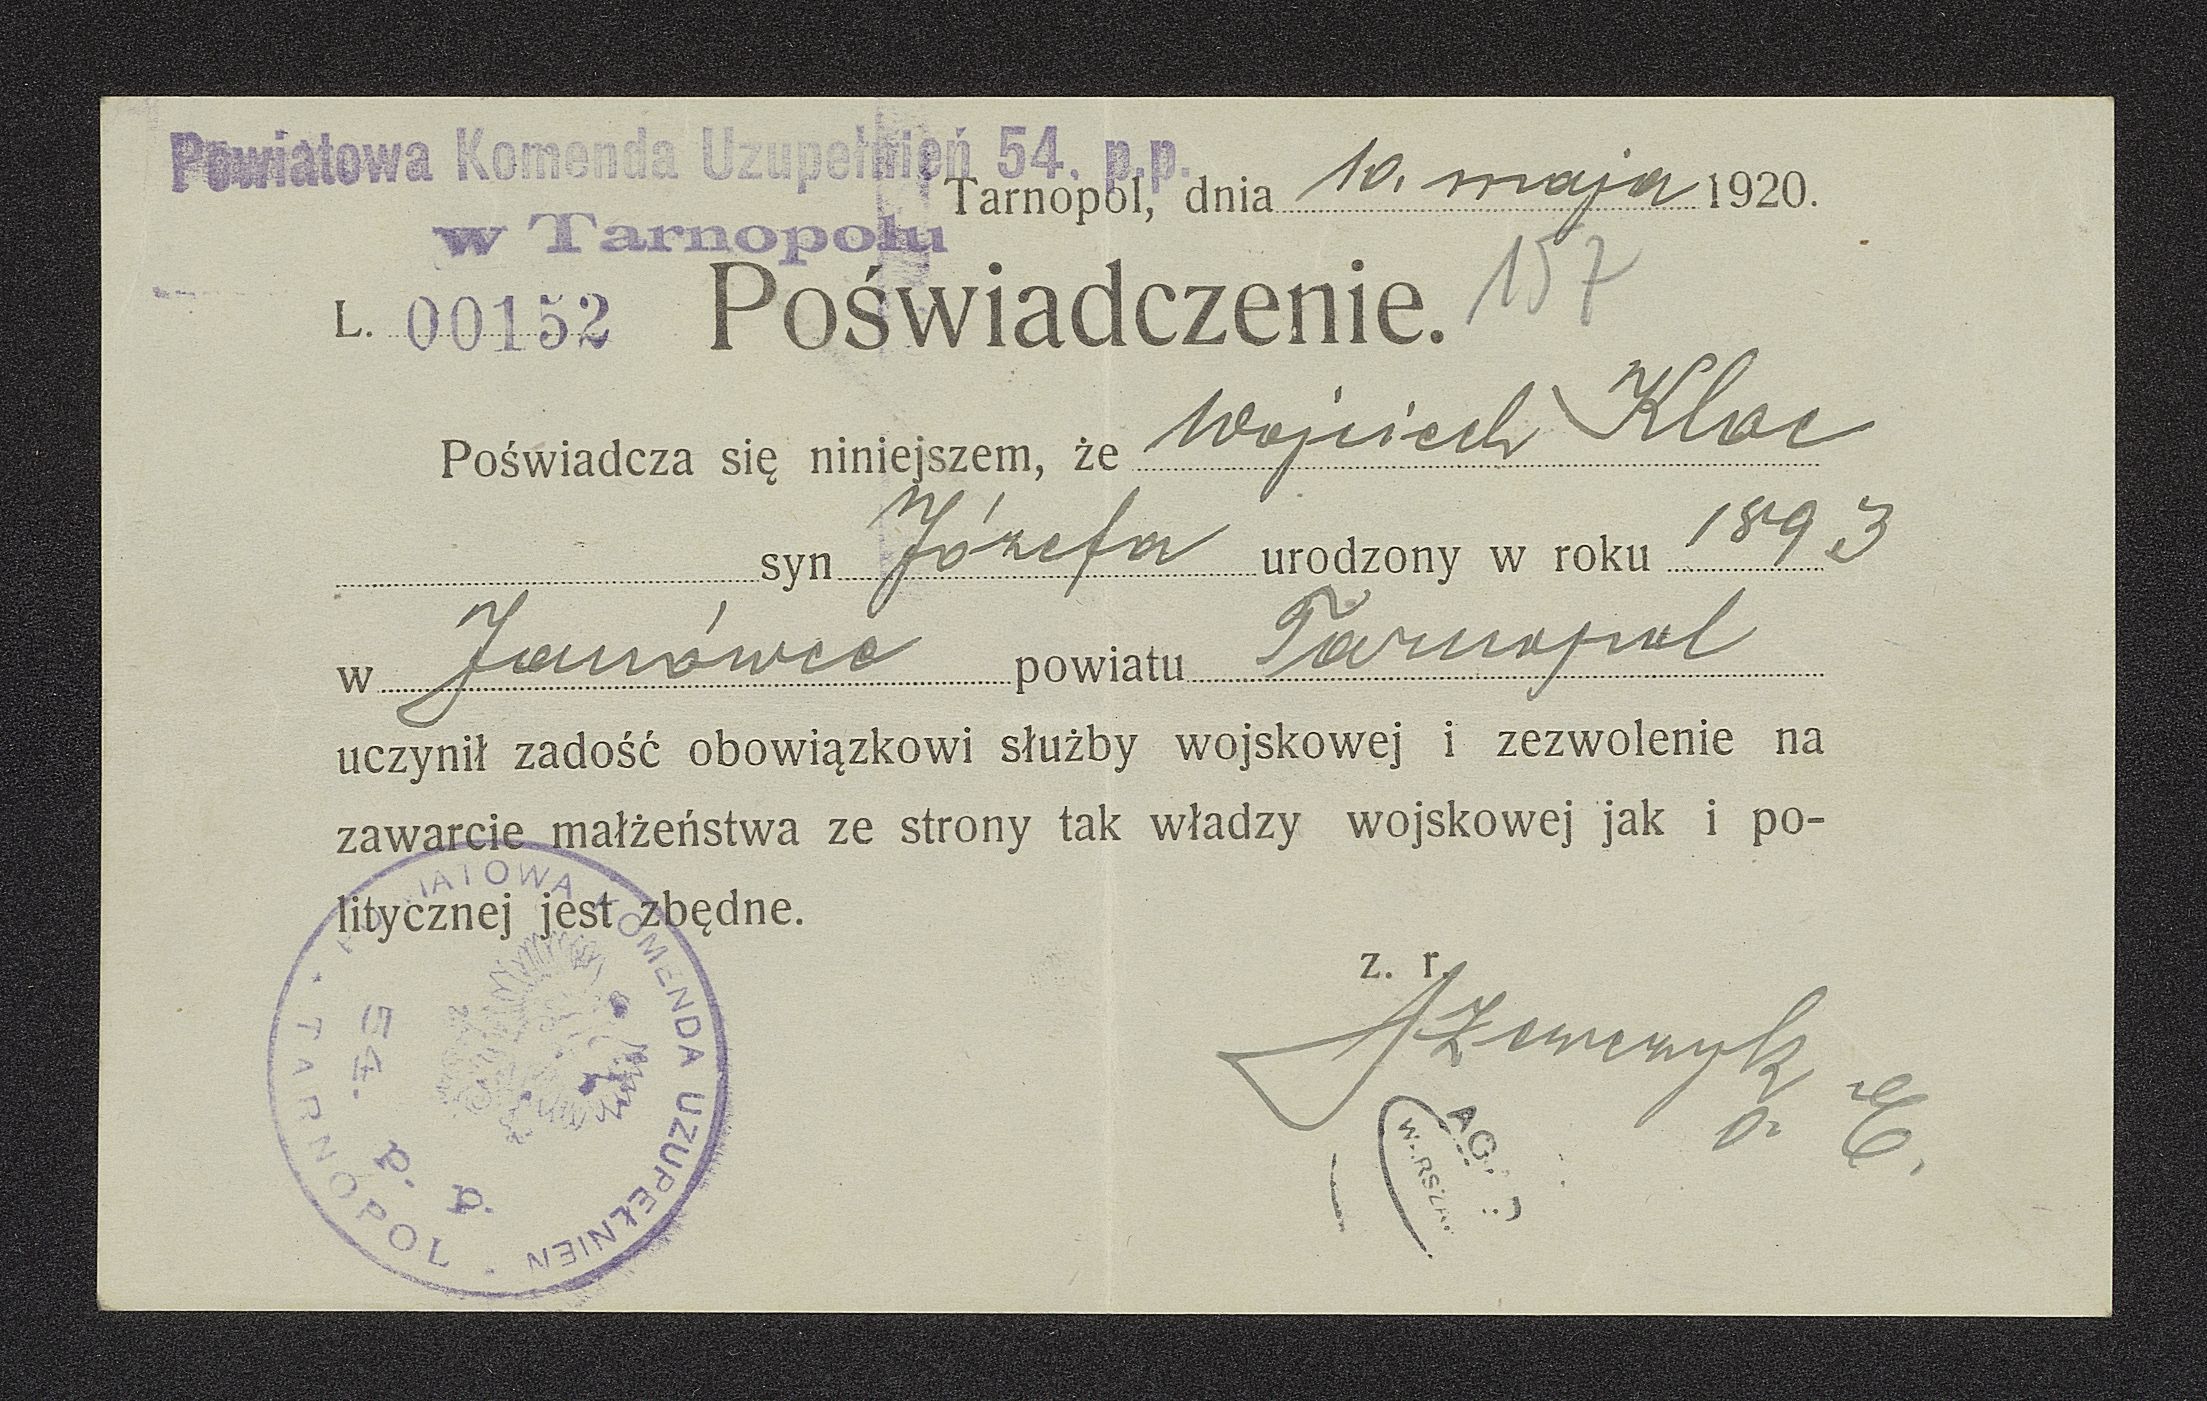 Powiatowa Komenda Uzupełnień 54. p.p.
w Tarnopolu
Tarnopol, dnia 10. maja 1920.
L. 00152 Poświadczenie. 157
Poświadcza się niniejszem, że Wojciech Kloc
syn Józefa urodzony w roku 1893
w Janówce powiatu Tarnopol
uczynił zadość obowiązkowi służby wojskowej i zezwolenie na
zawarcie małżeństwa ze strony tak władzy wojskowej jak i po-
litycznej jest zbędne.
z. r.
POWIATOWA KOMENDA UZUPEŁNIEŃ
TARNOPOL
54. p. p.